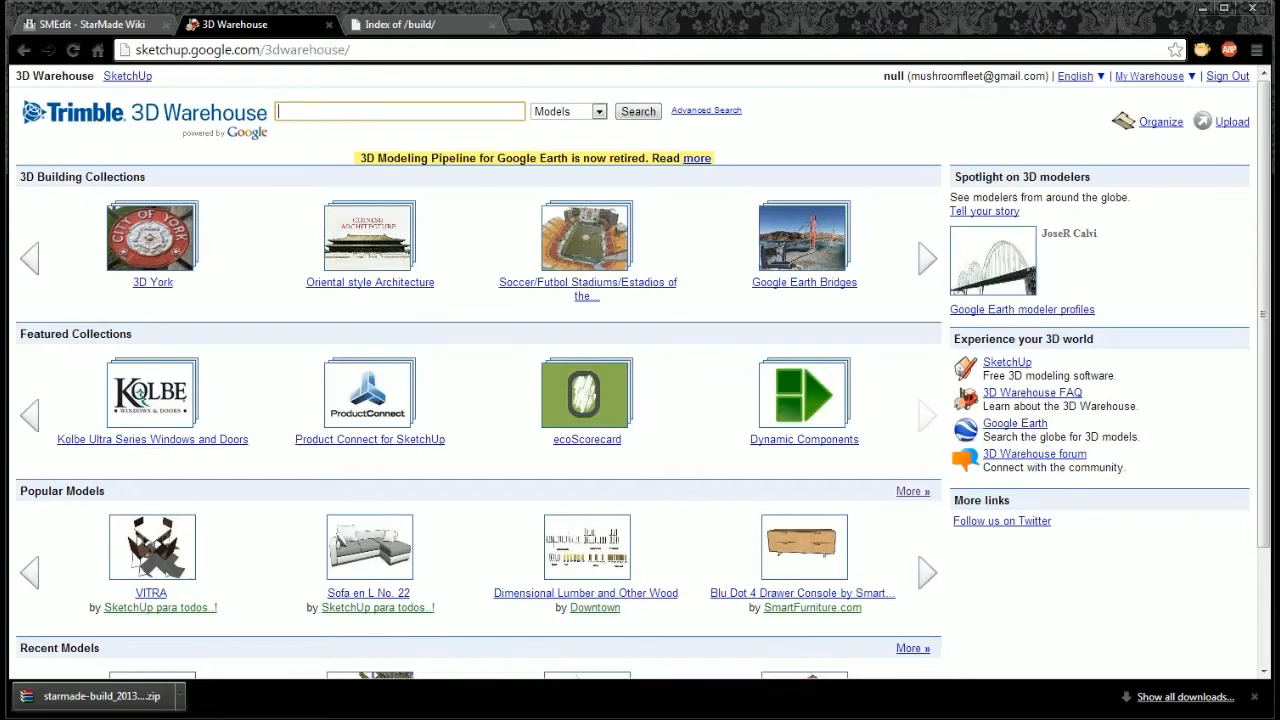 SMEdit - StarMade Wiki
3D Warehouse
Index of /build/
sketchup.google.com/3dwarehouse/
ABP
3D Warehouse SketchUp
null (mushroomfleet@gmail.com) | English ▼ | My Warehouse ▼ | Sign Out
Trimble. 3D Warehouse
powered by Google
Models
Search
Advanced Search
Organize
Upload
3D Modeling Pipeline for Google Earth is now retired. Read more
3D Building Collections
CITY OF YORK
CHINESE
ARCHITECTURE
3D York
Oriental style Architecture
Soccer/Futbol Stadiums/Estadios of
the...
Google Earth Bridges
Featured Collections
KOLBE
WINDOWS & DOORS
ProductConnect
Kolbe Ultra Series Windows and Doors
Product Connect for SketchUp
ecoScorecard
Dynamic Components
Popular Models
More »
VITRA
by SketchUp para todos..!
Sofa en L No. 22
by SketchUp para todos..!
Dimensional Lumber and Other Wood
by Downtown
Blu Dot 4 Drawer Console by Smart...
by SmartFurniture.com
Recent Models
More »
Spotlight on 3D modelers
See modelers from around the globe.
Tell your story
JoseR Calvi
Google Earth modeler profiles
Experience your 3D world
SketchUp
Free 3D modeling software.
3D Warehouse FAQ
Learn about the 3D Warehouse.
Google Earth
Search the globe for 3D models.
3D Warehouse forum
Connect with the community.
More links
Follow us on Twitter
starmade-build_2013....zip
Show all downloads...